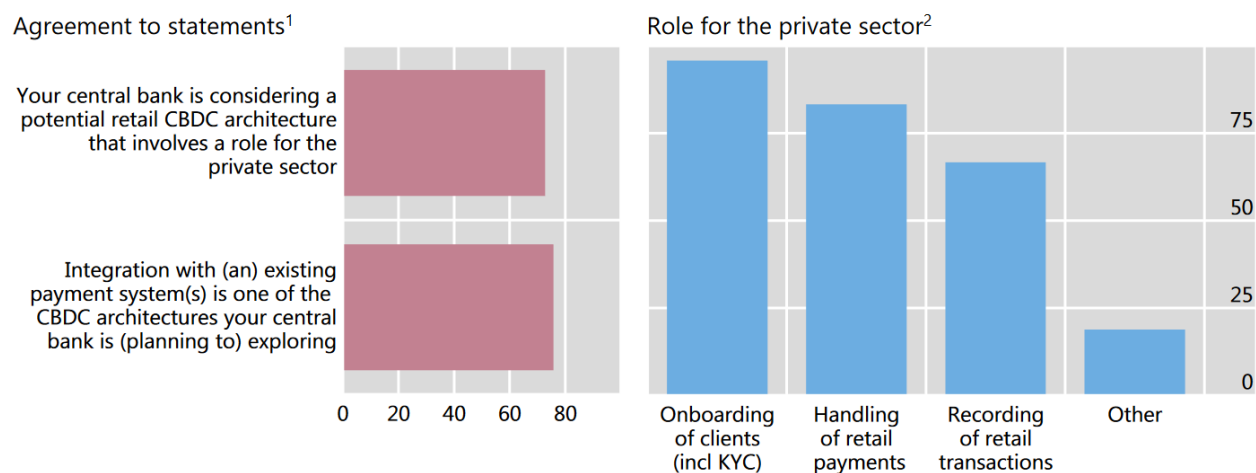 Agreement to statements1
Your central bank is considering a
potential retail CBDC architecture
that involves a role for the
private sector
Integration with (an) existing
payment system(s) is one of the
CBDC architectures your central
bank is (planning to) exploring
0 20 40 60 80
Role for the private sector2
75
50
25
0
Onboarding
of clients
(incl KYC)
Handling
of retail
payments
Recording
of retail
transactions
Other